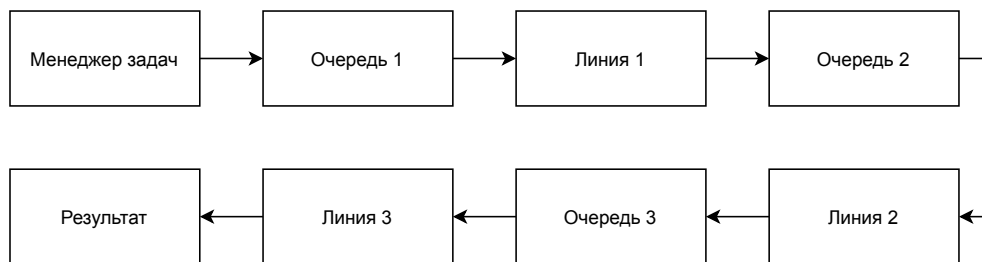 Менеджер задач
Очередь 1
Линия 1
Очередь 2
Результат
Линия 3
Очередь 3
Линия 2